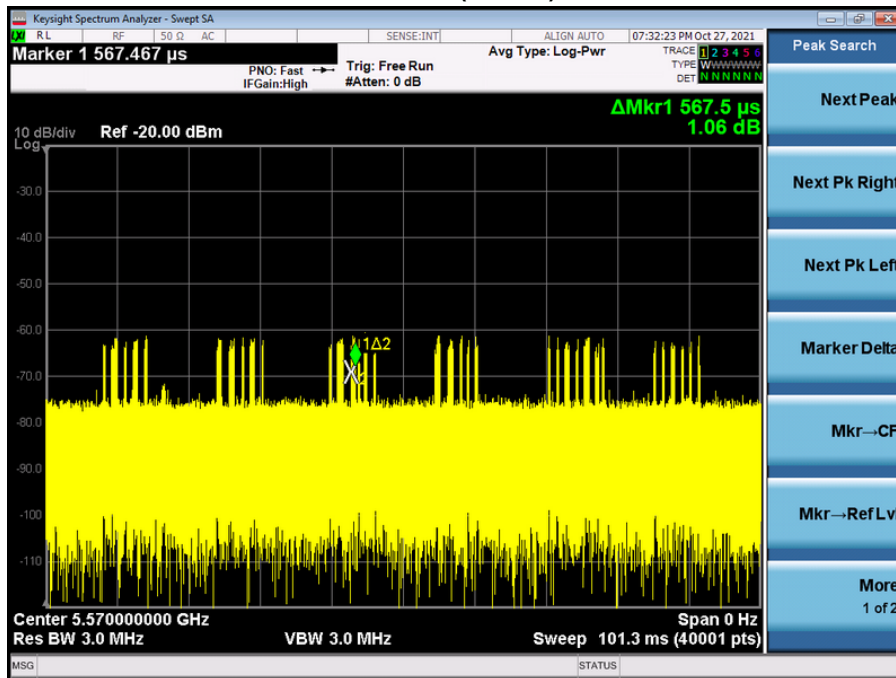 Keysight Spectrum Analyzer - Swept SA
LXI RL RF 50 Ω AC SENSE:INT ALIGN AUTO 07:32:23 PM Oct 27, 2021
Marker 1 567.467 µs
PNO: Fast
IFGain:High
Trig: Free Run
#Atten: 0 dB
Avg Type: Log-Pwr
TRACE 1 2 3 4 5 6
TYPE WWWWWW
DET N N N N N N
ΔMkr1 567.5 µs
1.06 dB
10 dB/div Ref -20.00 dBm
Log
-30.0
-40.0
-50.0
-60.0
1Δ2
-70.0
-80.0
-90.0
-100
-110
Center 5.570000000 GHz Span 0 Hz
Res BW 3.0 MHz VBW 3.0 MHz Sweep 101.3 ms (40001 pts)
MSG STATUS
Peak Search
Next Peak
Next Pk Right
Next Pk Left
Marker Delta
Mkr→CF
Mkr→Ref Lvl
More
1 of 2